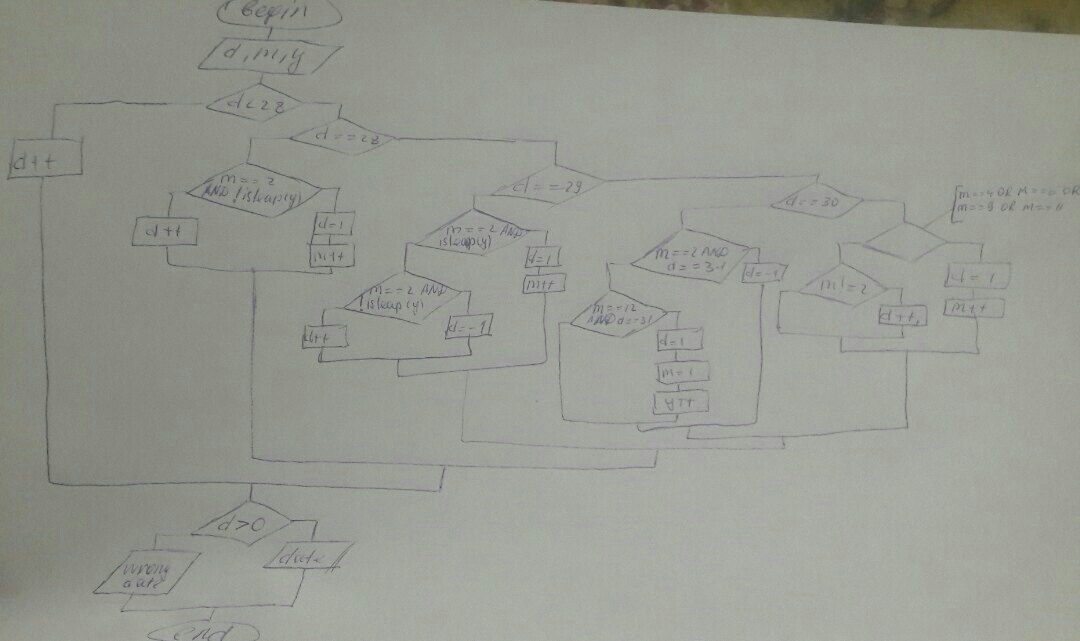 begin
d, m, y
d<28
d==28
d++
m==2
AND !isleap(y)
d==29
d==30
m==4 OR m==6 OR
m==9 OR m==11
d++
d=1
m++
m==2 AND
isleap(y)
d=1
m++
m==2 AND
d==31
d=-1
m!=2
d=1
m++
m==2 AND
!isleap(y)
d++
d=-1
m==12
AND d==31
d=1
m=1
y++
d++,
d>0
wrong
date
date
end